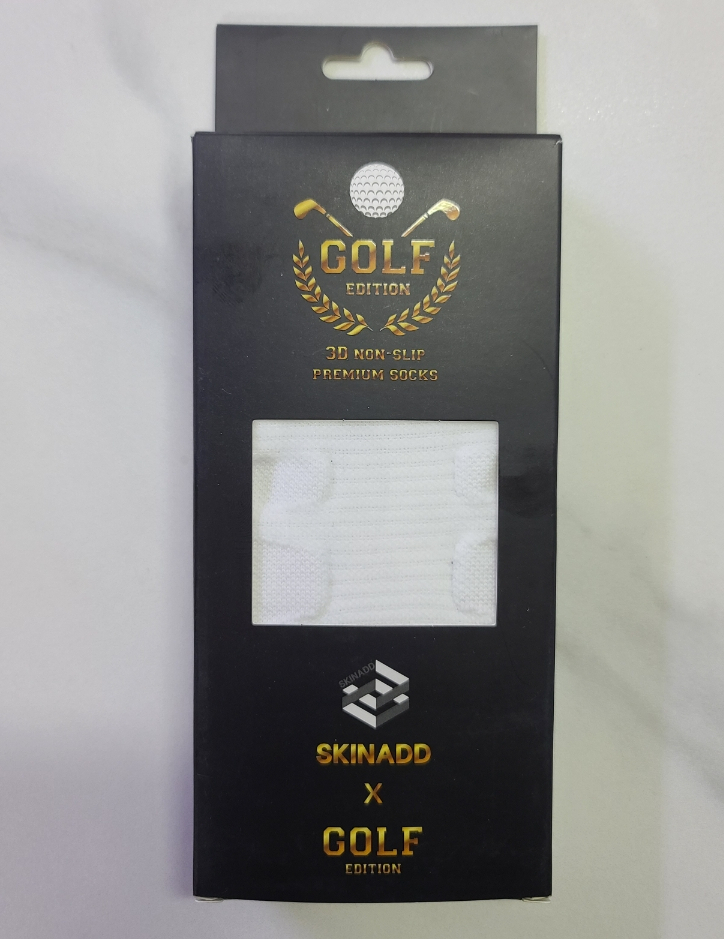 GOLF
EDITION
3D NON-SLIP
PREMIUM SOCKS
SKINADD
SKINADD
X
GOLF
EDITION